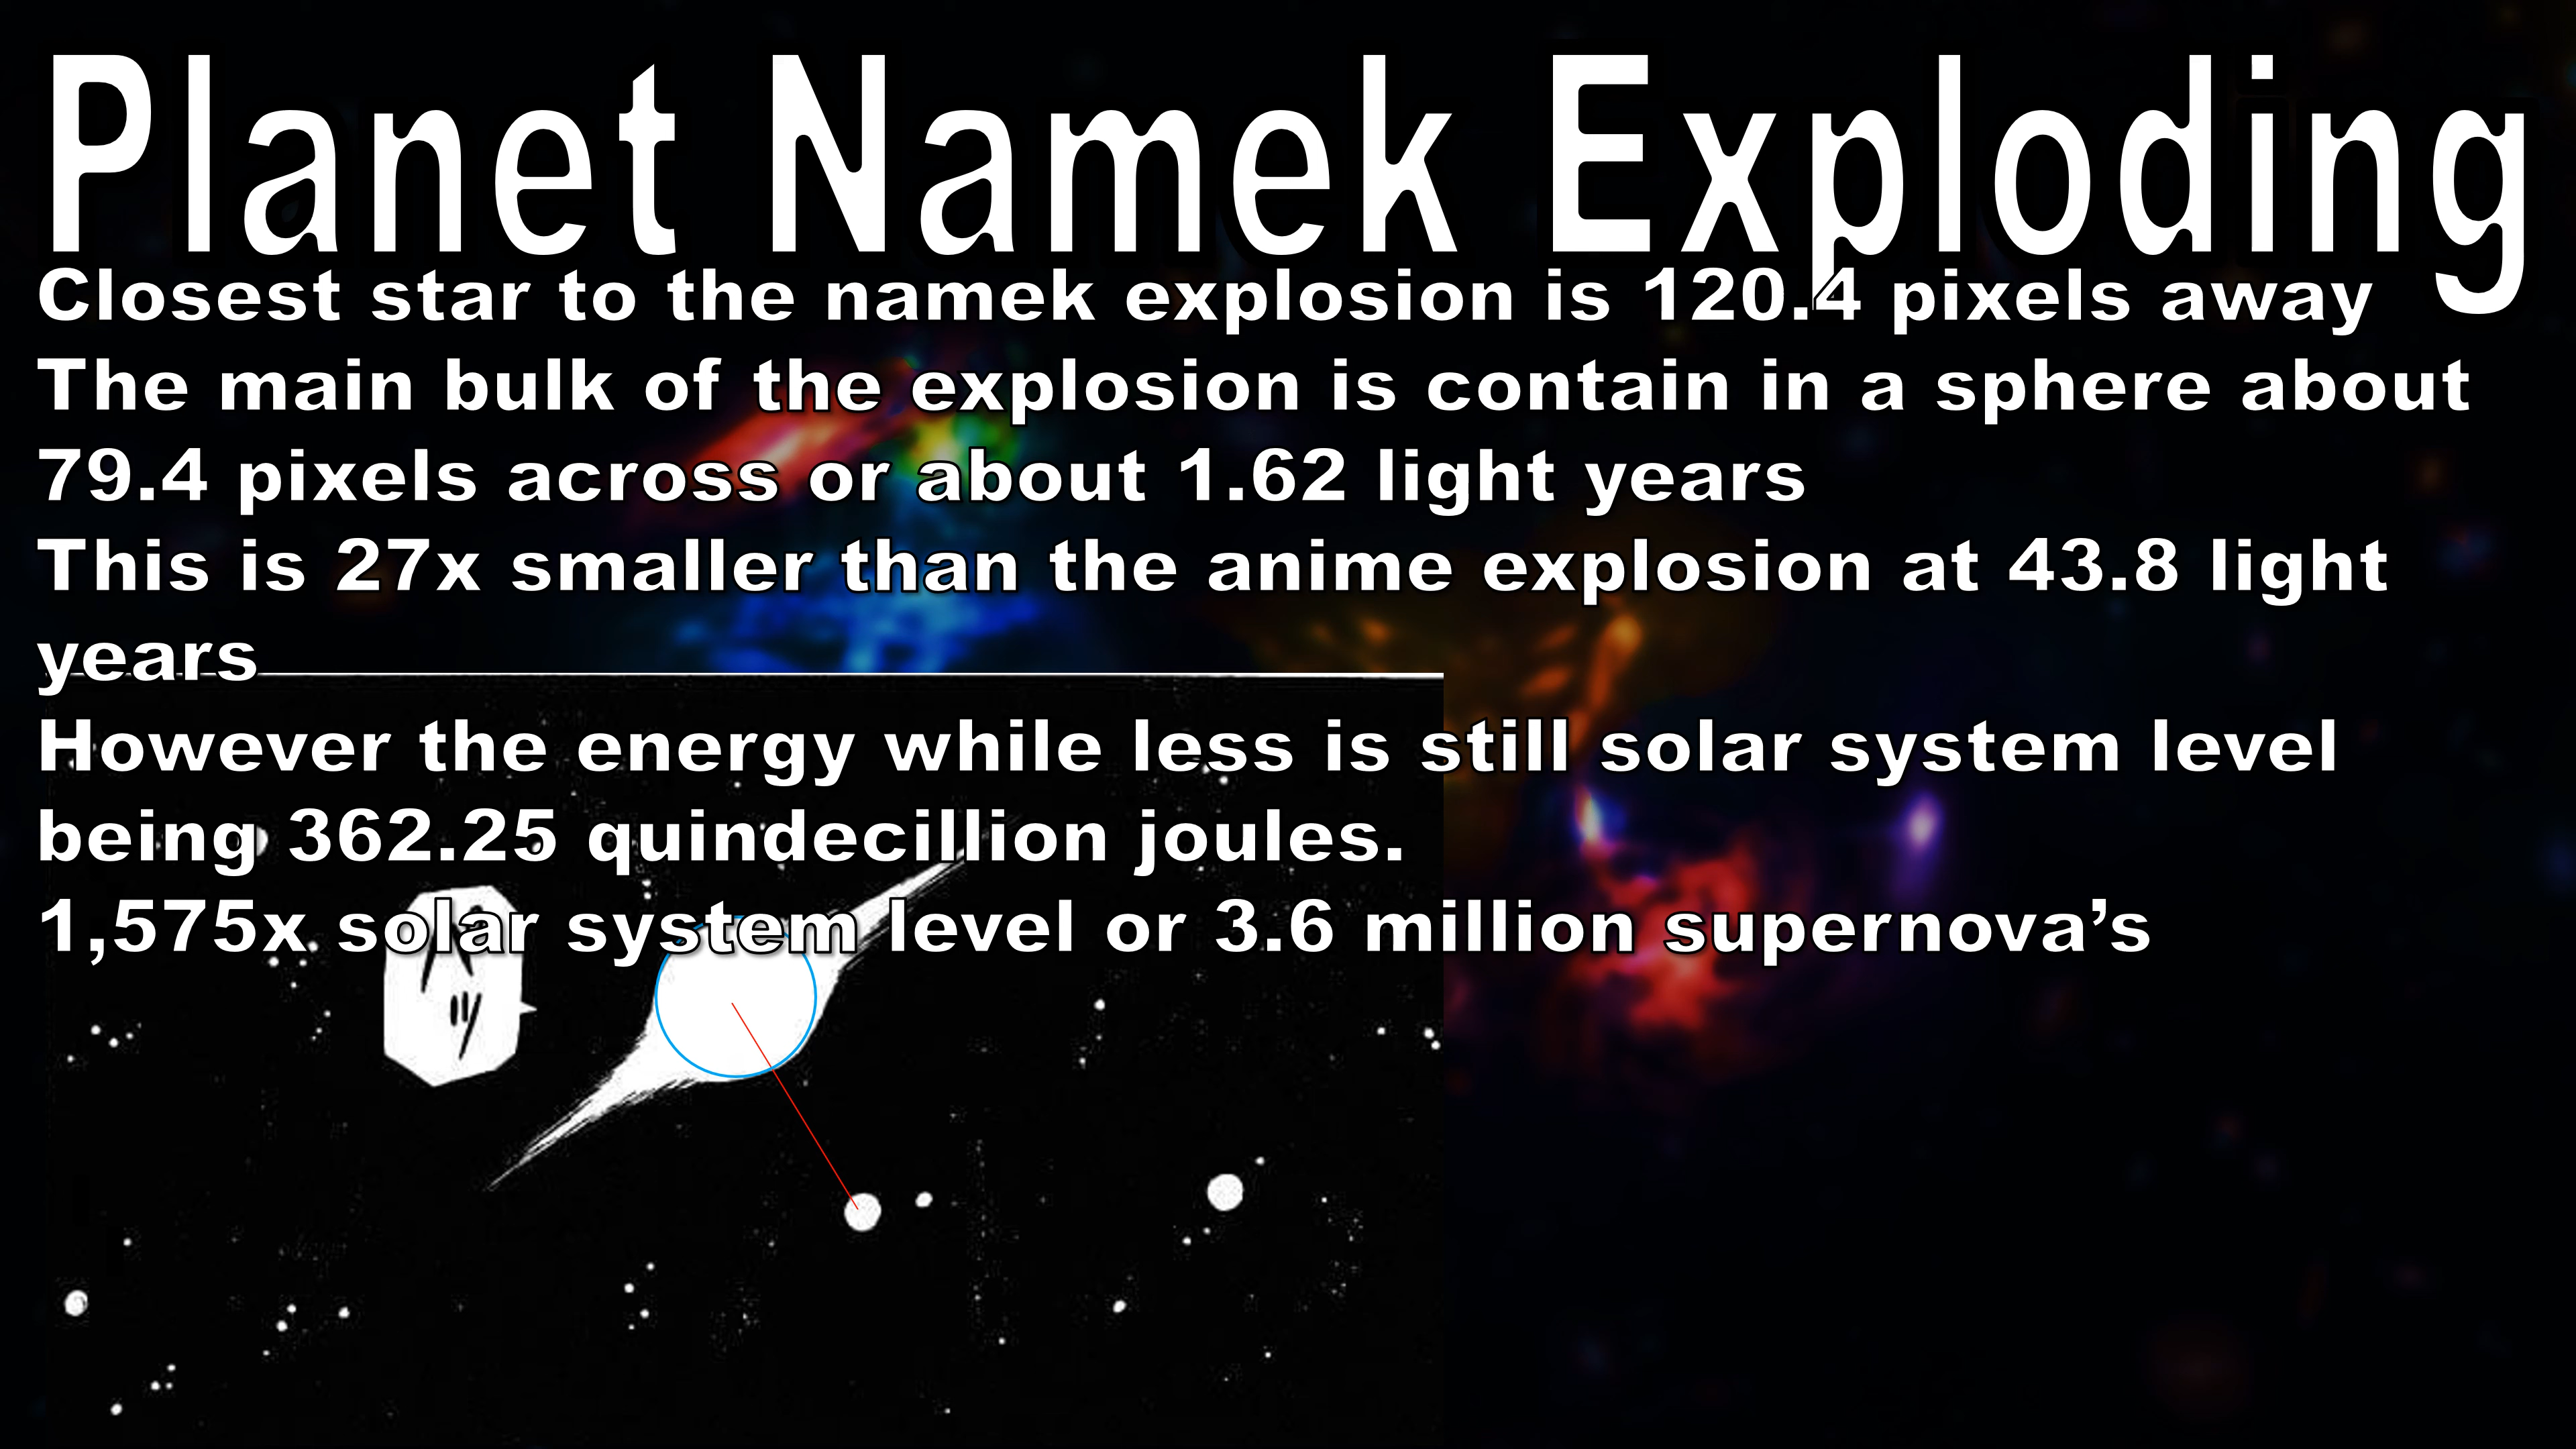 Planet Namek Exploding
Closest star to the namek explosion is 120.4 pixels away
The main bulk of the explosion is contain in a sphere about
79.4 pixels across or about 1.62 light years
This is 27x smaller than the anime explosion at 43.8 light
years
However the energy while less is still solar system level
being 362.25 quindecillion joules.
1,575x solar system level or 3.6 million supernova’s